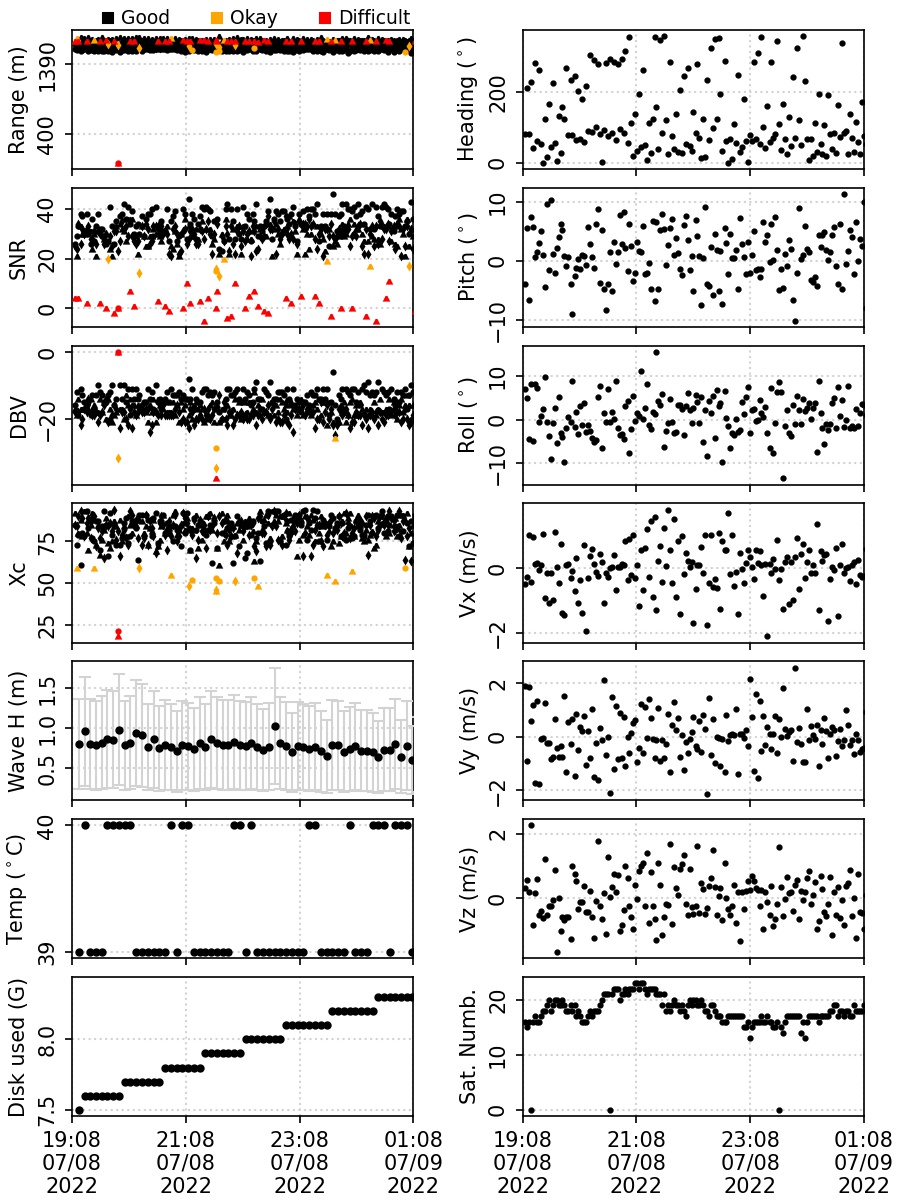 Good Okay Difficult
Range (m)
1390
400
Heading (°)
200
0
SNR
40
20
0
Pitch (°)
10
0
−10
DBV
0
−20
Roll (°)
10
0
−10
Xc
75
50
25
Vx (m/s)
0
−2
Wave H (m)
1.5
1.0
0.5
Vy (m/s)
2
0
−2
Temp (°C)
40
39
Vz (m/s)
2
0
Disk used (G)
8.0
7.5
Sat. Numb.
20
10
0
19:08 21:08 23:08 01:08
07/08 07/08 07/08 07/09
2022 2022 2022 2022
19:08 21:08 23:08 01:08
07/08 07/08 07/08 07/09
2022 2022 2022 2022